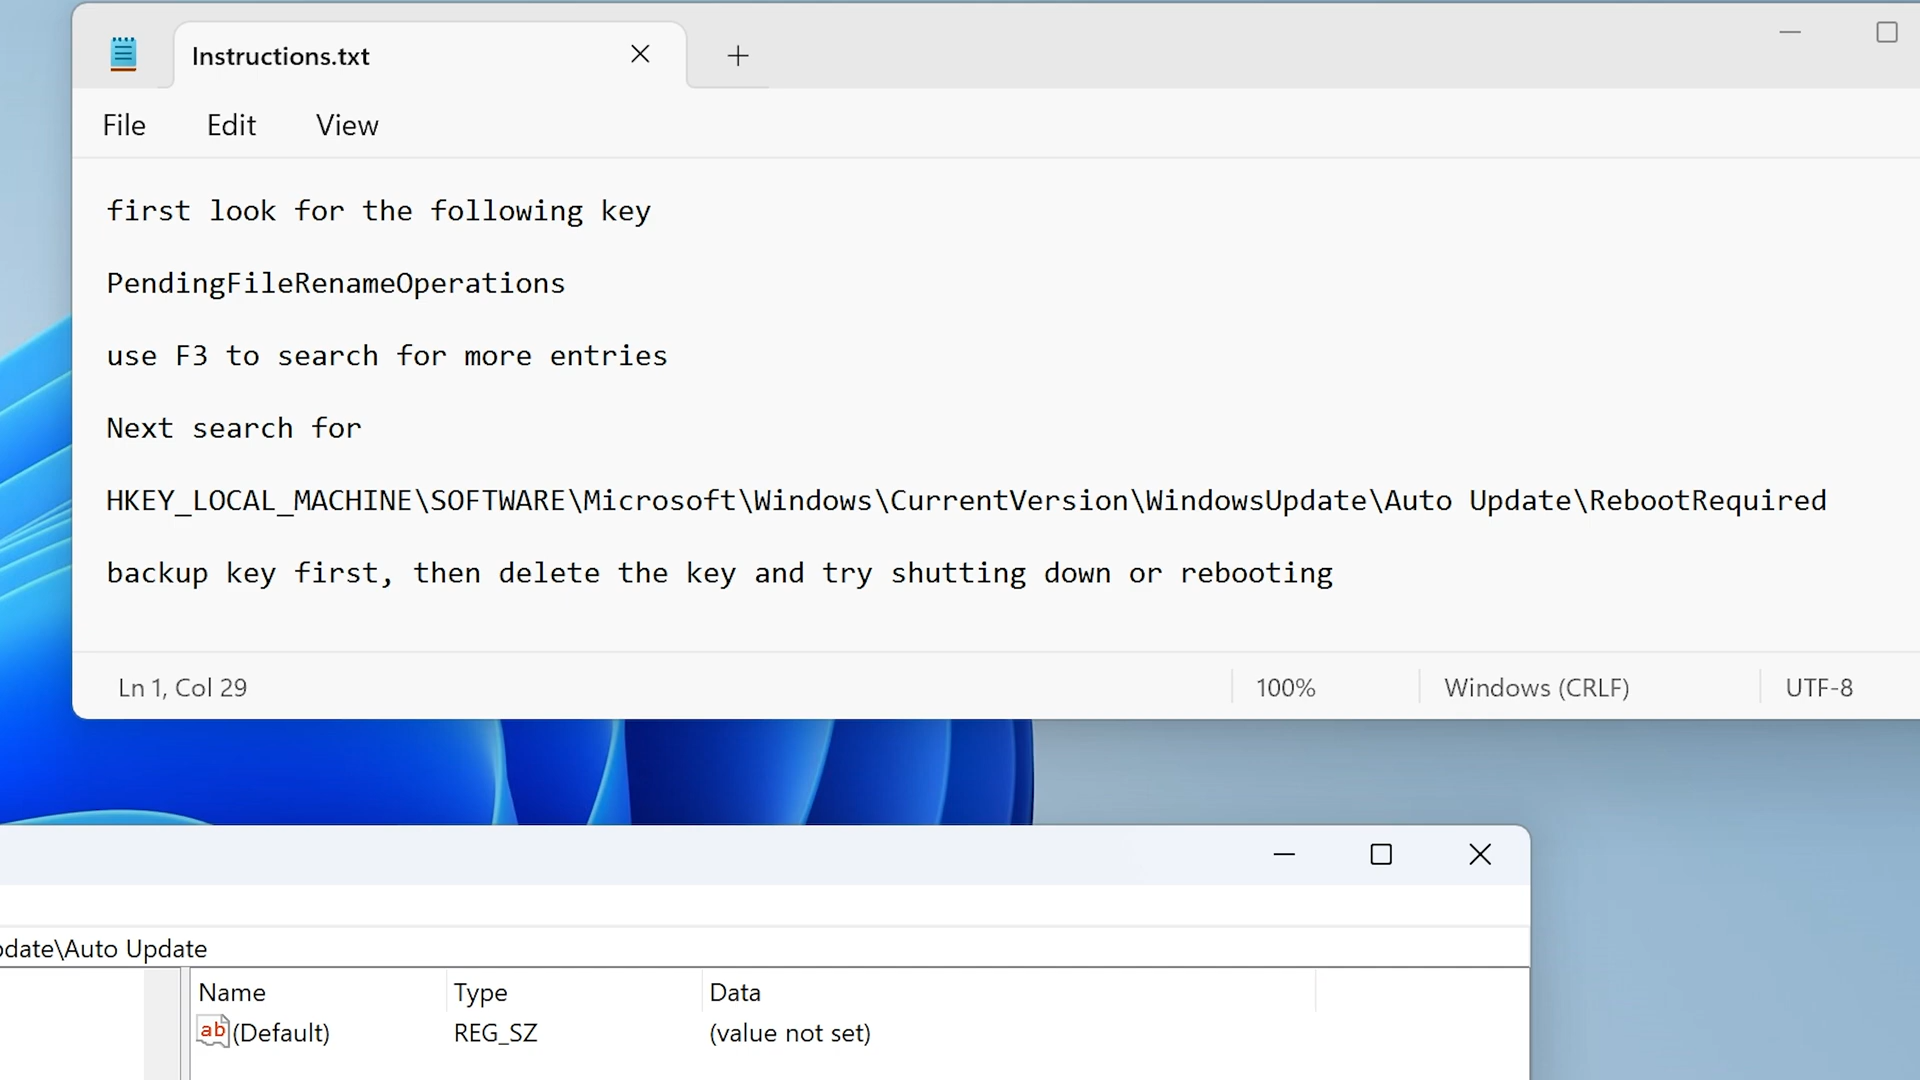 Instructions.txt
File Edit View
first look for the following key
PendingFileRenameOperations
use F3 to search for more entries
Next search for
HKEY_LOCAL_MACHINE\SOFTWARE\Microsoft\Windows\CurrentVersion\WindowsUpdate\Auto Update\RebootRequired
backup key first, then delete the key and try shutting down or rebooting
Ln 1, Col 29 100% Windows (CRLF) UTF-8
date\Auto Update
Name Type Data
ab (Default) REG_SZ (value not set)